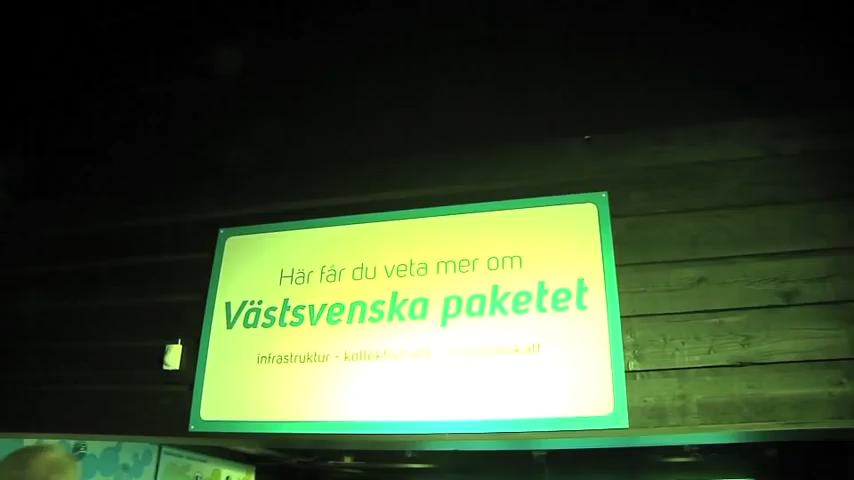 Här får du veta mer om
Västsvenska paketet
infrastruktur -